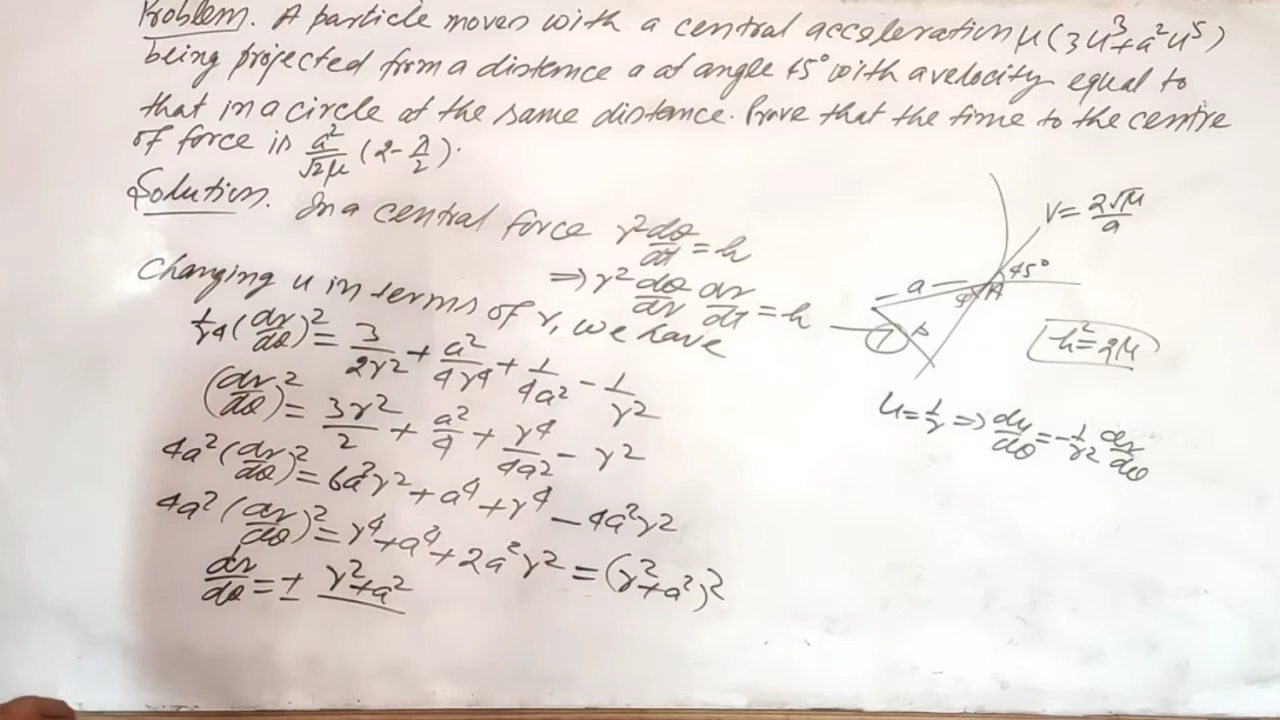 Problem. A particle moves with a central acceleration μ(3u³+a²u⁵)
being projected from a distance a at angle 45° with a velocity equal to
that in a circle at the same distance. Prove that the time to the centre
of force is a²/√2μ (2-π/2).
Solution. In a central force r² dθ/dt = h
⇒ r² dθ/dr dr/dt = h
Changing u in terms of r, we have
1/r⁴ (dr/dθ)² = 3/2r² + a²/4r⁴ + 1/4a² - 1/r²
(dr/dθ)² = 3r²/2 + a²/4 + r⁴/4a² - r²
4a² (dr/dθ)² = 6a²r² + a⁴ + r⁴ - 4a²r²
4a² (dr/dθ)² = r⁴+a⁴+2a²r² = (r²+a²)²
dr/dθ = ± r²+a²
V = 2√μ/a
45°
a
A
φ
p
h²=2μ
u=1/r ⇒ du/dθ = -1/r² dr/dθ